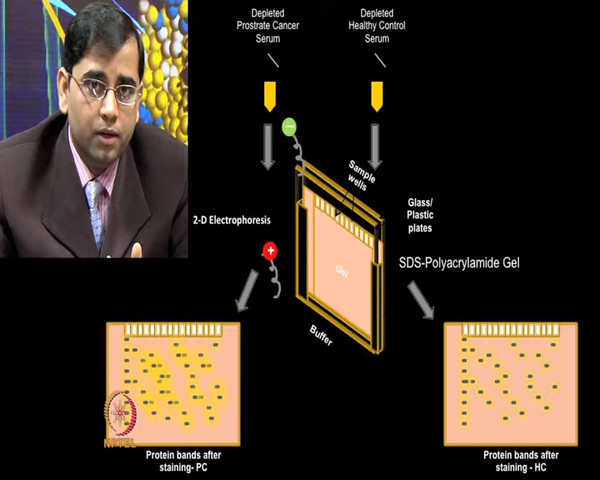 Depleted
Prostrate Cancer
Serum
Depleted
Healthy Control
Serum
Sample
wells
2-D Electrophoresis
Glass/
Plastic
plates
+
SDS-Polyacrylamide Gel
Gel
Buffer
NPTEL
Protein bands after
staining- PC
Protein bands after
staining - HC